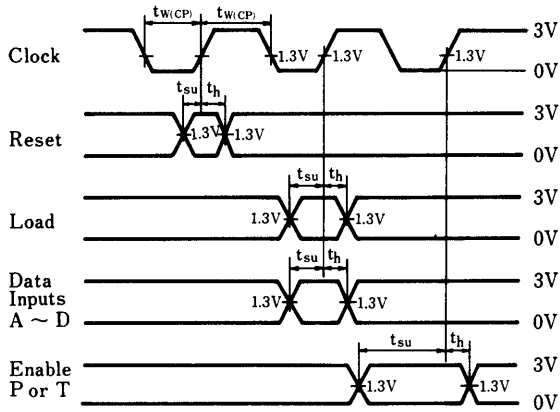 tW(CP) tW(CP)
3V
Clock 1.3V 1.3V 1.3V 1.3V
0V
tsu th
3V
Reset 1.3V 1.3V
0V
tsu th
3V
Load 1.3V 1.3V
0V
tsu th
Data 3V
Inputs 1.3V 1.3V
A ~ D 0V
tsu th
Enable 3V
P or T 1.3V 1.3V
0V